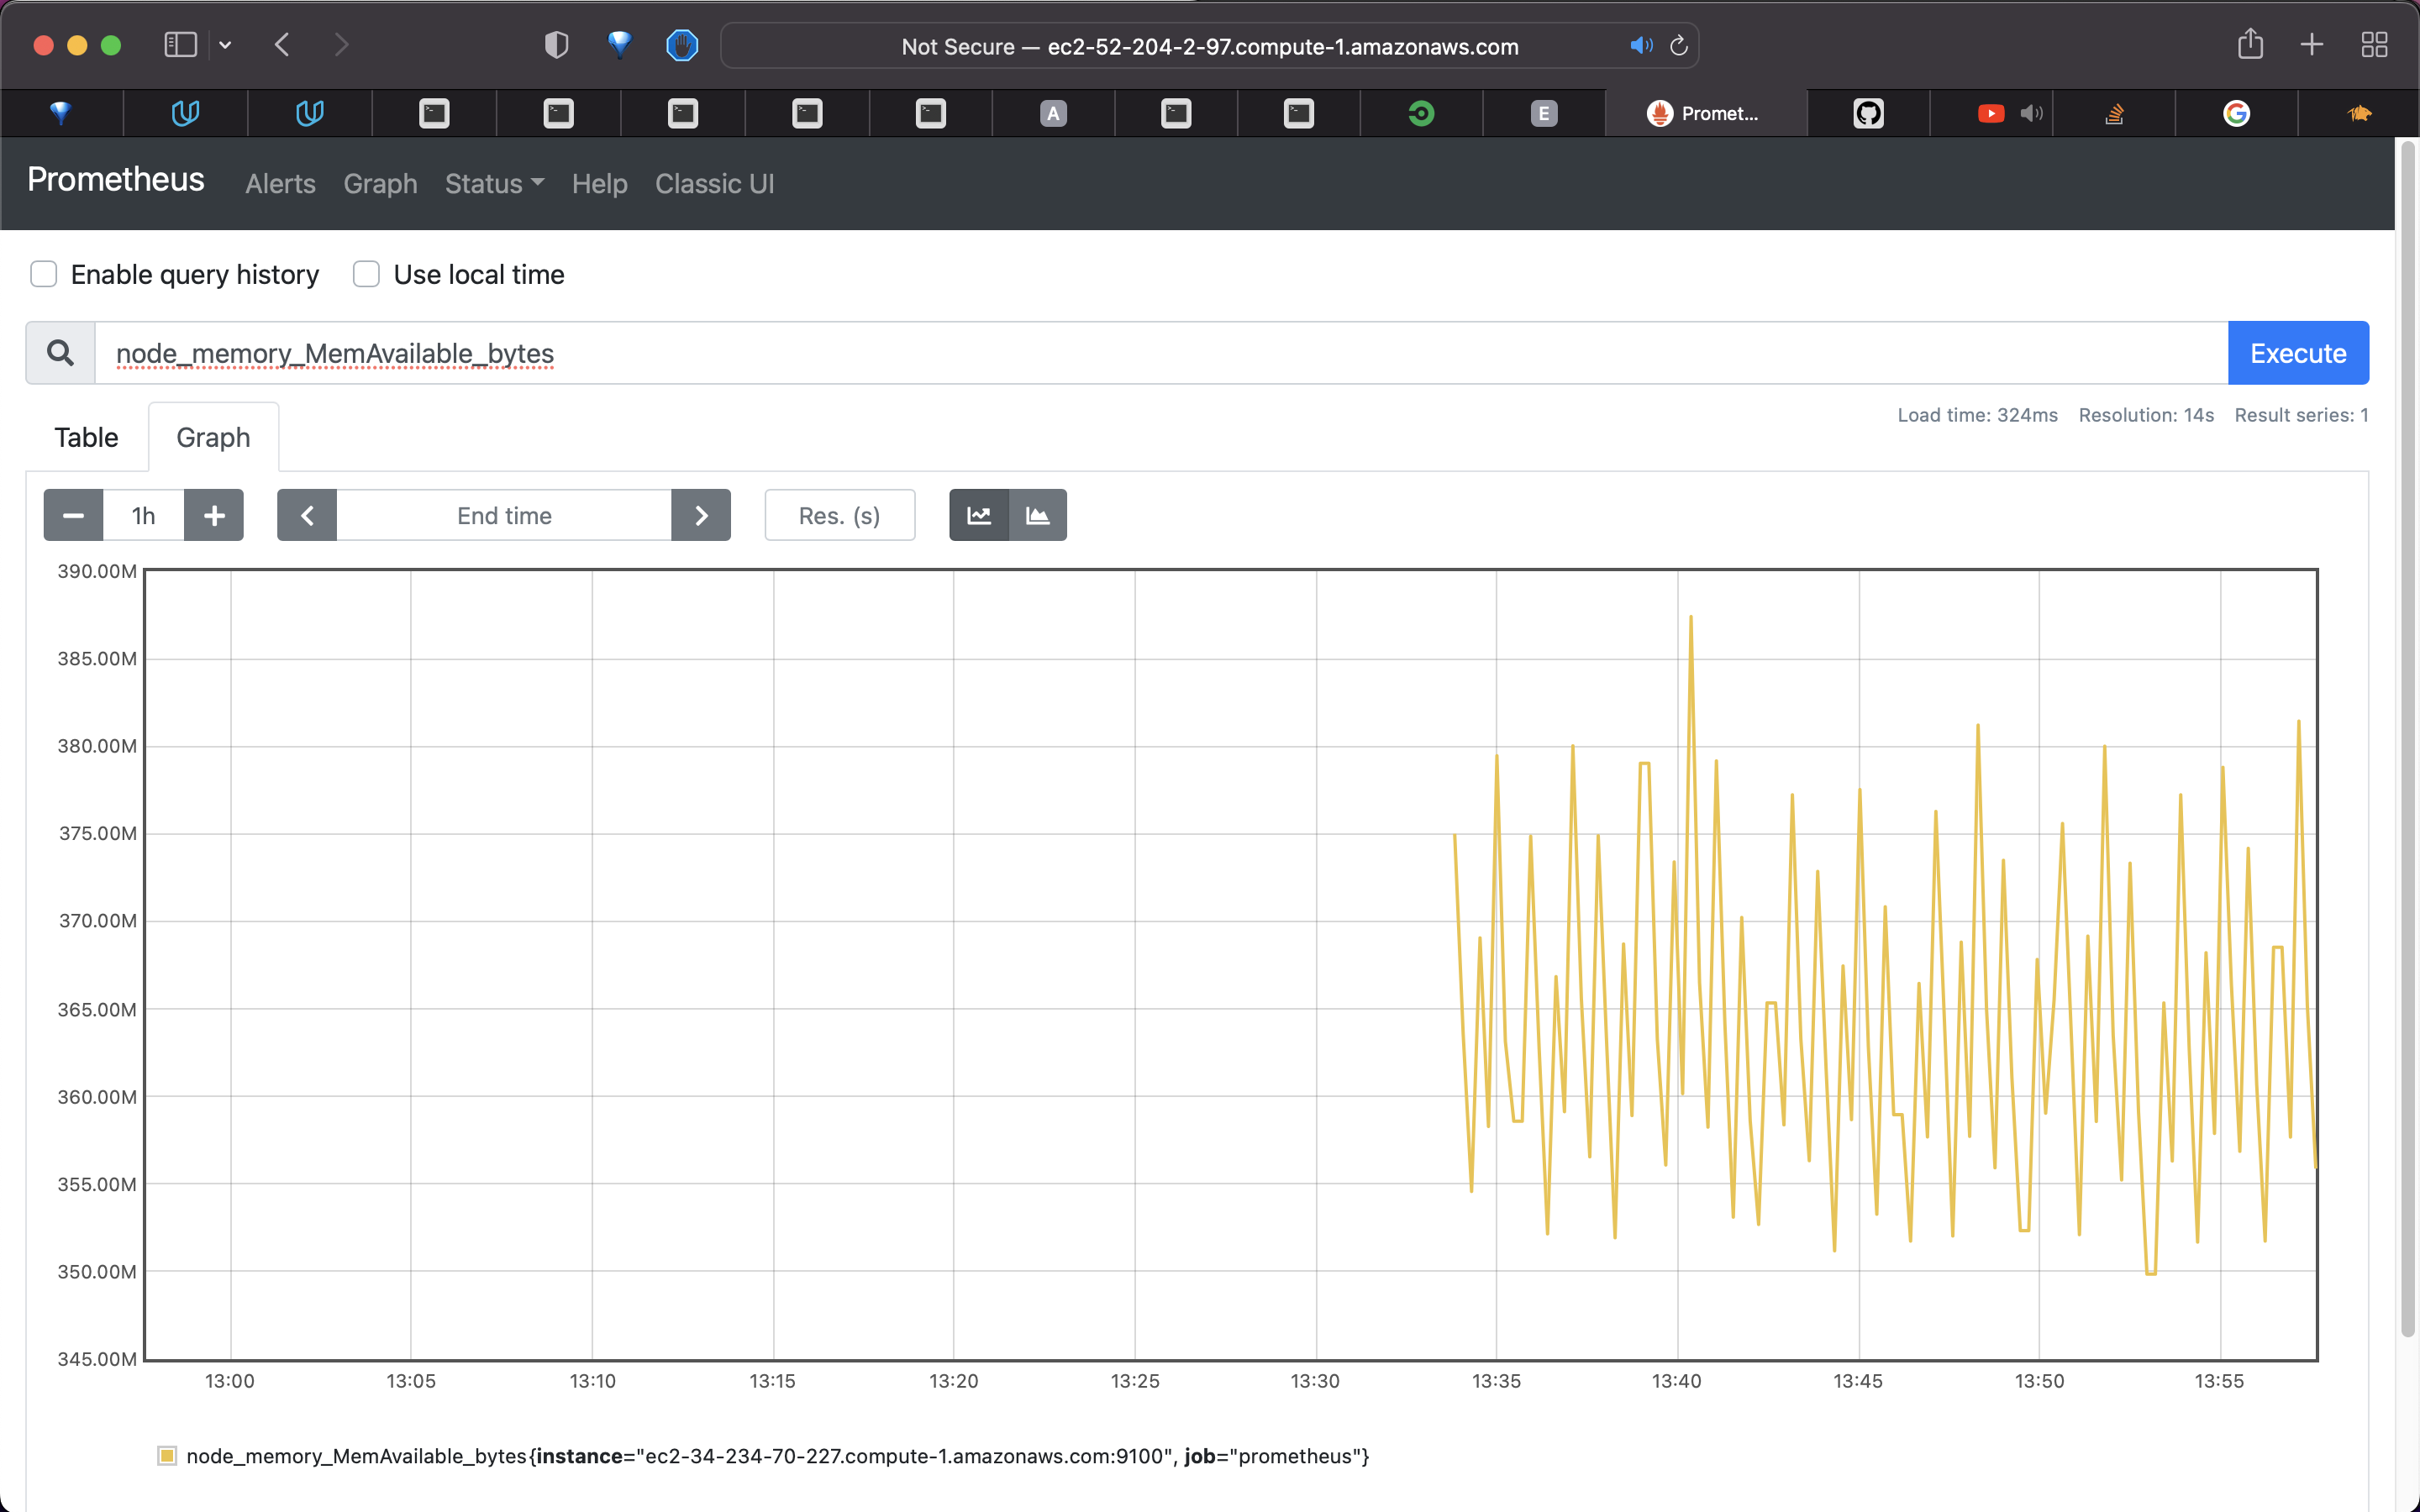 Not Secure — ec2-52-204-2-97.compute-1.amazonaws.com
A E Promet...
Prometheus Alerts Graph Status Help Classic UI
Enable query history Use local time
node_memory_MemAvailable_bytes Execute
Load time: 324ms Resolution: 14s Result series: 1
Table Graph
1h End time Res. (s)
390.00M
385.00M
380.00M
375.00M
370.00M
365.00M
360.00M
355.00M
350.00M
345.00M
13:00 13:05 13:10 13:15 13:20 13:25 13:30 13:35 13:40 13:45 13:50 13:55
node_memory_MemAvailable_bytes{instance="ec2-34-234-70-227.compute-1.amazonaws.com:9100", job="prometheus"}